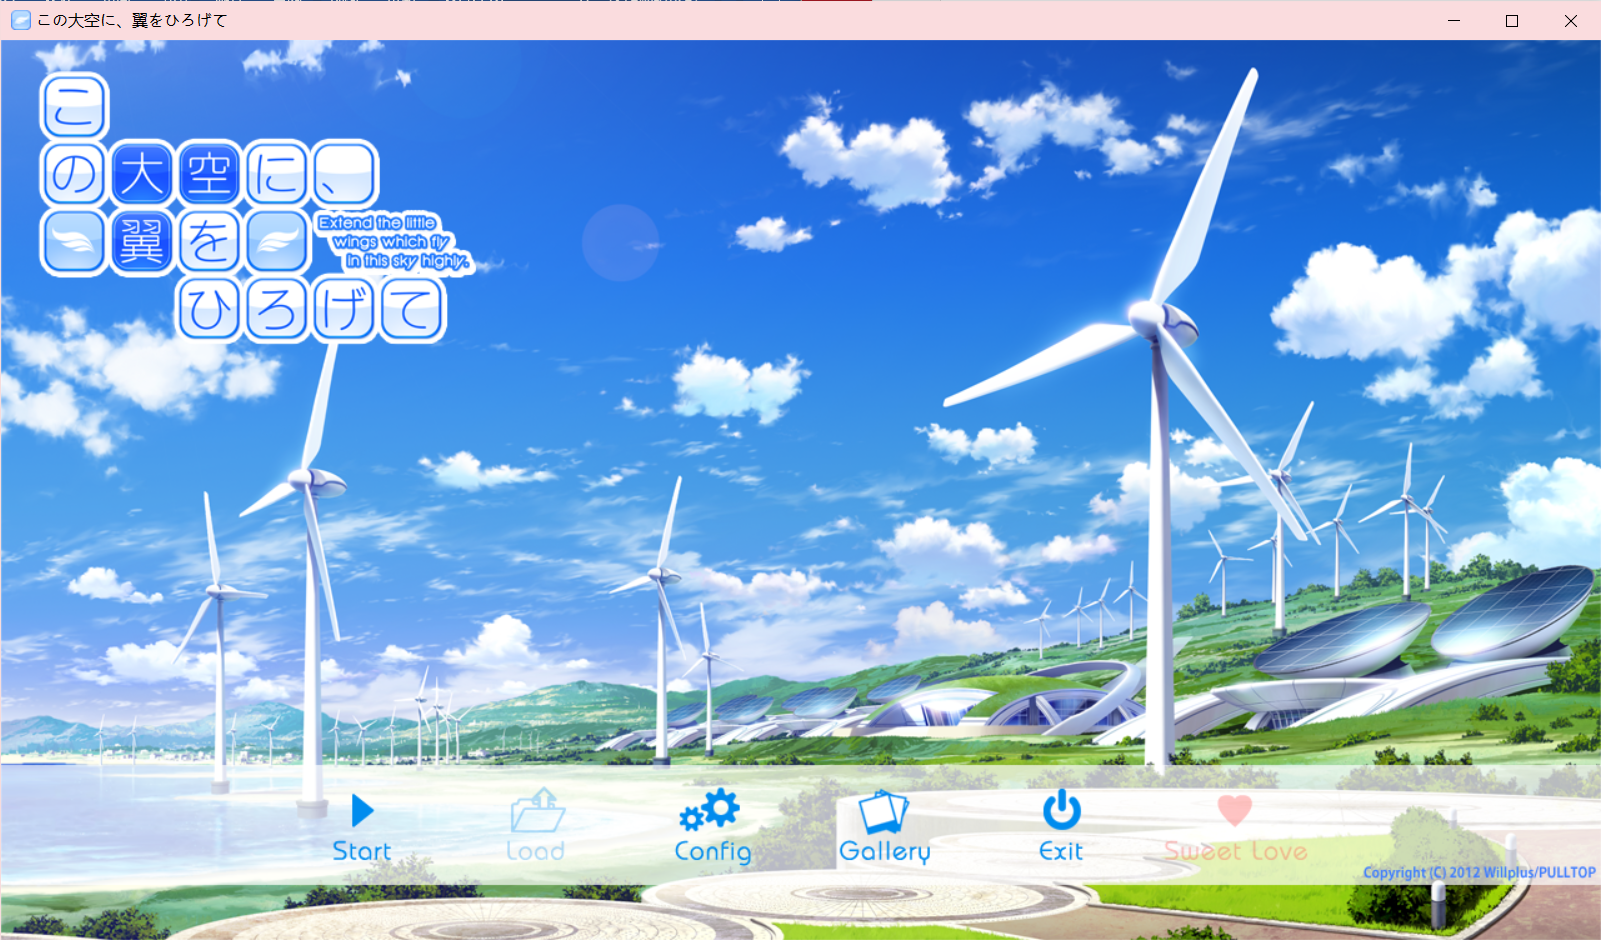 この大空に、翼をひろげて
こ
の大空に、
翼を
Extend the little
wings which fly
in this sky highly.
ひろげて
Start
Load
Config
Gallery
Exit
Sweet Love
Copyright (C) 2012 Willplus/PULLTOP